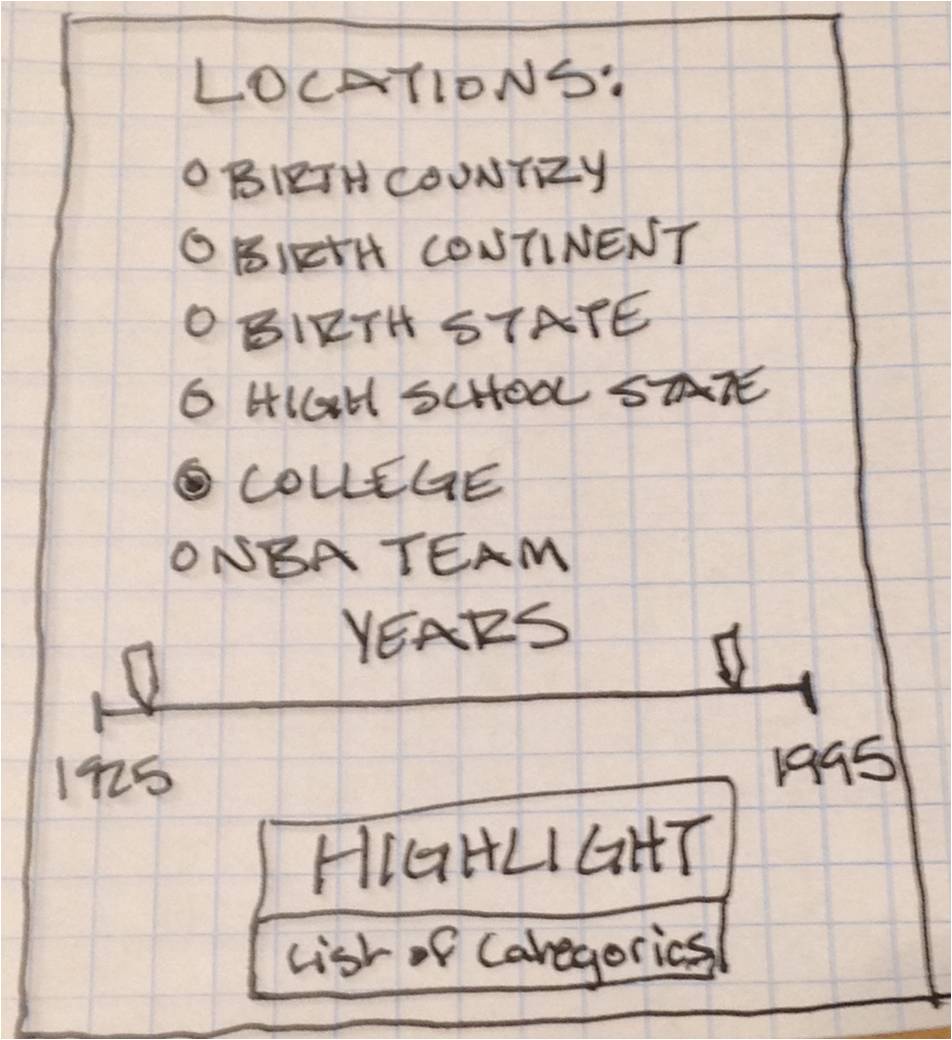 LOCATIONS:
BIRTH COUNTRY
BIRTH CONTINENT
BIRTH STATE
HIGH SCHOOL STATE
COLLEGE
NBA TEAM
YEARS
1925
1995
HIGHLIGHT
List of Categories